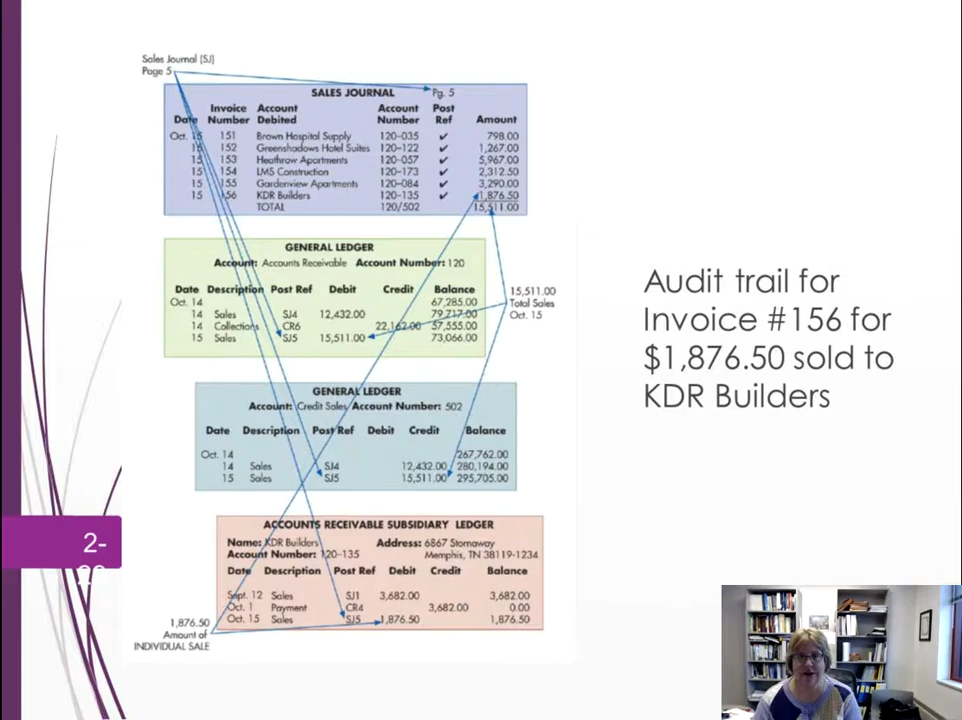 Sales Journal (SJ)
Page 5
SALES JOURNAL Pg. 5
Invoice Account Account Post
Date Number Debited Number Ref Amount
Oct. 15 151 Brown Hospital Supply 120-035 ✔ 798.00
15 152 Greenshadows Hotel Suites 120-122 ✔ 1,267.00
15 153 Heathrow Apartments 120-057 ✔ 5,967.00
15 154 LMS Construction 120-173 ✔ 2,312.50
15 155 Gardenview Apartments 120-084 ✔ 3,290.00
15 156 KDR Builders 120-135 ✔ 1,876.50
TOTAL 120/502 15,511.00
GENERAL LEDGER
Account: Accounts Receivable Account Number: 120
Date Description Post Ref Debit Credit Balance
Oct. 14 67,285.00
14 Sales SJ4 12,432.00 79,717.00
14 Collections CR6 22,162.00 57,555.00
15 Sales SJ5 15,511.00 73,066.00
15,511.00
Total Sales
Oct. 15
GENERAL LEDGER
Account: Credit Sales Account Number: 502
Date Description Post Ref Debit Credit Balance
Oct. 14 267,762.00
14 Sales SJ4 12,432.00 280,194.00
15 Sales SJ5 15,511.00 295,705.00
ACCOUNTS RECEIVABLE SUBSIDIARY LEDGER
Name: KDR Builders Address: 6867 Stornaway
Account Number: 120-135 Memphis, TN 38119-1234
Date Description Post Ref Debit Credit Balance
Sept. 12 Sales SJ1 3,682.00 3,682.00
Oct. 1 Payment CR4 3,682.00 0.00
Oct. 15 Sales SJ5 1,876.50 1,876.50
1,876.50
Amount of
INDIVIDUAL SALE
Audit trail for
Invoice #156 for
$1,876.50 sold to
KDR Builders
2-